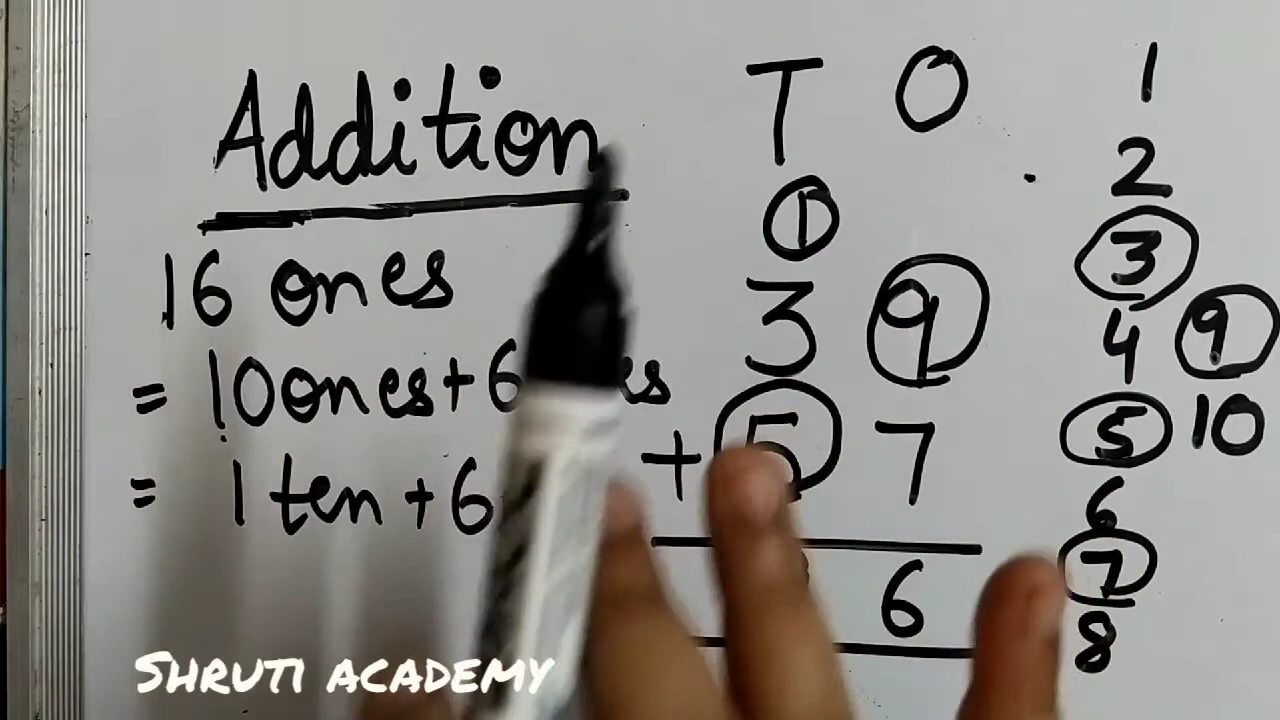 Addition
16 ones
= 10 ones + 6
= 1 ten + 6
T O
1
3 9
+ 5 7
6
1
2
3
4 9
5 10
6
7
8
SHRUTI ACADEMY